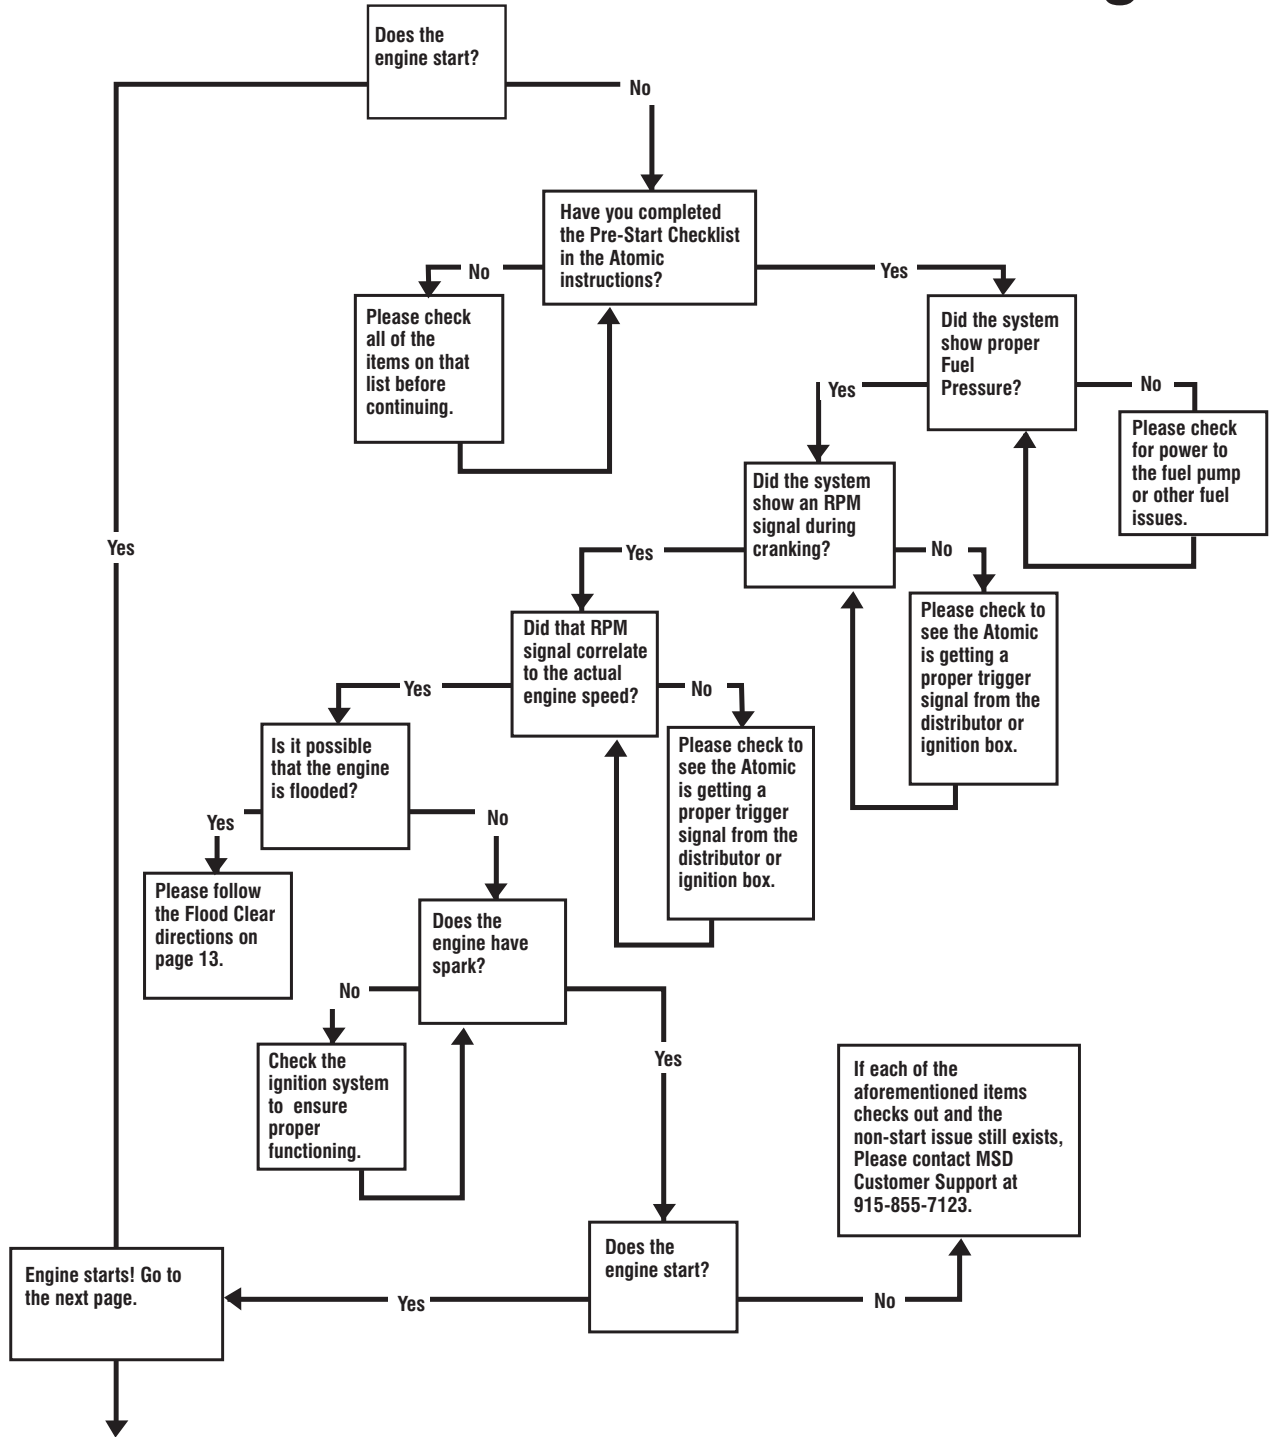 Does the
engine start?
No
Have you completed
the Pre-Start Checklist
in the Atomic
instructions?
No
Yes
Please check
all of the
items on that
list before
continuing.
Did the system
show proper
Fuel
Pressure?
Yes
No
Please check
for power to
the fuel pump
or other fuel
issues.
Did the system
show an RPM
signal during
cranking?
Yes
Yes
No
Please check to
see the Atomic
is getting a
proper trigger
signal from the
distributor or
ignition box.
Did that RPM
signal correlate
to the actual
engine speed?
Yes
No
Please check to
see the Atomic
is getting a
proper trigger
signal from the
distributor or
ignition box.
Is it possible
that the engine
is flooded?
Yes
No
Please follow
the Flood Clear
directions on
page 13.
Does the
engine have
spark?
No
Yes
Check the
ignition system
to  ensure
proper
functioning.
If each of the
aforementioned items
checks out and the
non-start issue still exists,
Please contact MSD
Customer Support at
915-855-7123.
Does the
engine start?
Yes
No
Engine starts! Go to
the next page.